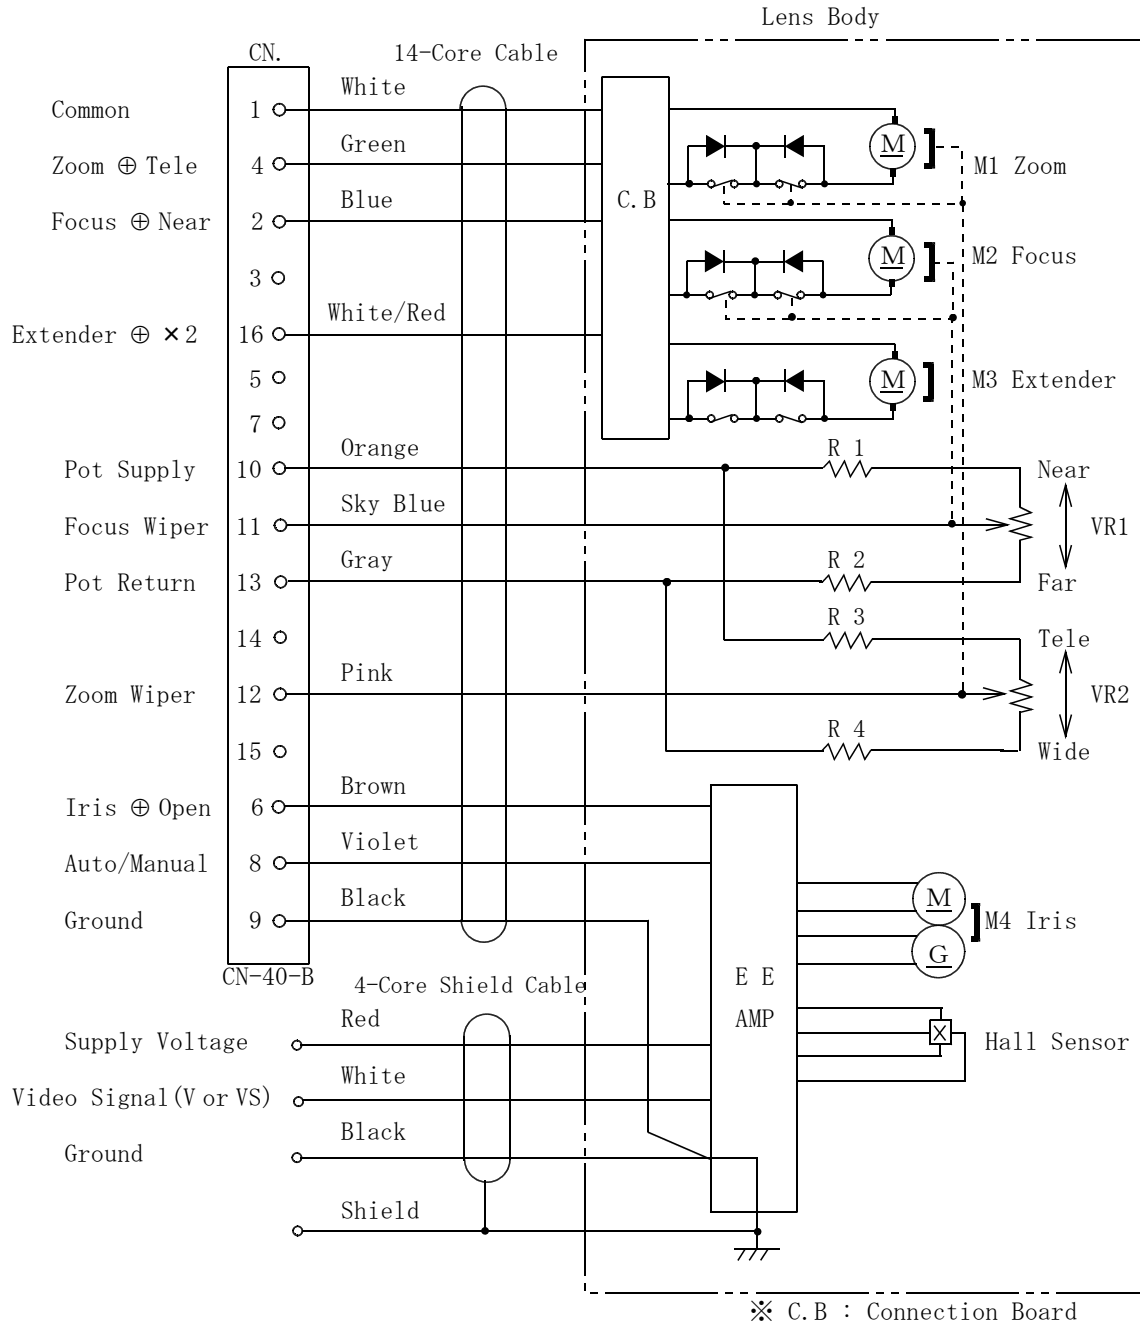 Lens Body
CN.
14-Core Cable
Common
1
White
Zoom ⊕ Tele
4
Green
M
M1 Zoom
Focus ⊕ Near
2
Blue
C.B
3
M
M2 Focus
Extender ⊕ ×2
16
White/Red
5
M
M3 Extender
7
Pot Supply
10
Orange
R 1
Near
Focus Wiper
11
Sky Blue
VR1
Pot Return
13
Gray
R 2
Far
14
R 3
Tele
Zoom Wiper
12
Pink
VR2
15
R 4
Wide
Iris ⊕ Open
6
Brown
Auto/Manual
8
Violet
Ground
9
Black
M
M4 Iris
G
CN-40-B
4-Core Shield Cable
E E
AMP
Supply Voltage
Red
X
Hall Sensor
Video Signal(V or VS)
White
Ground
Black
Shield
※ C.B : Connection Board